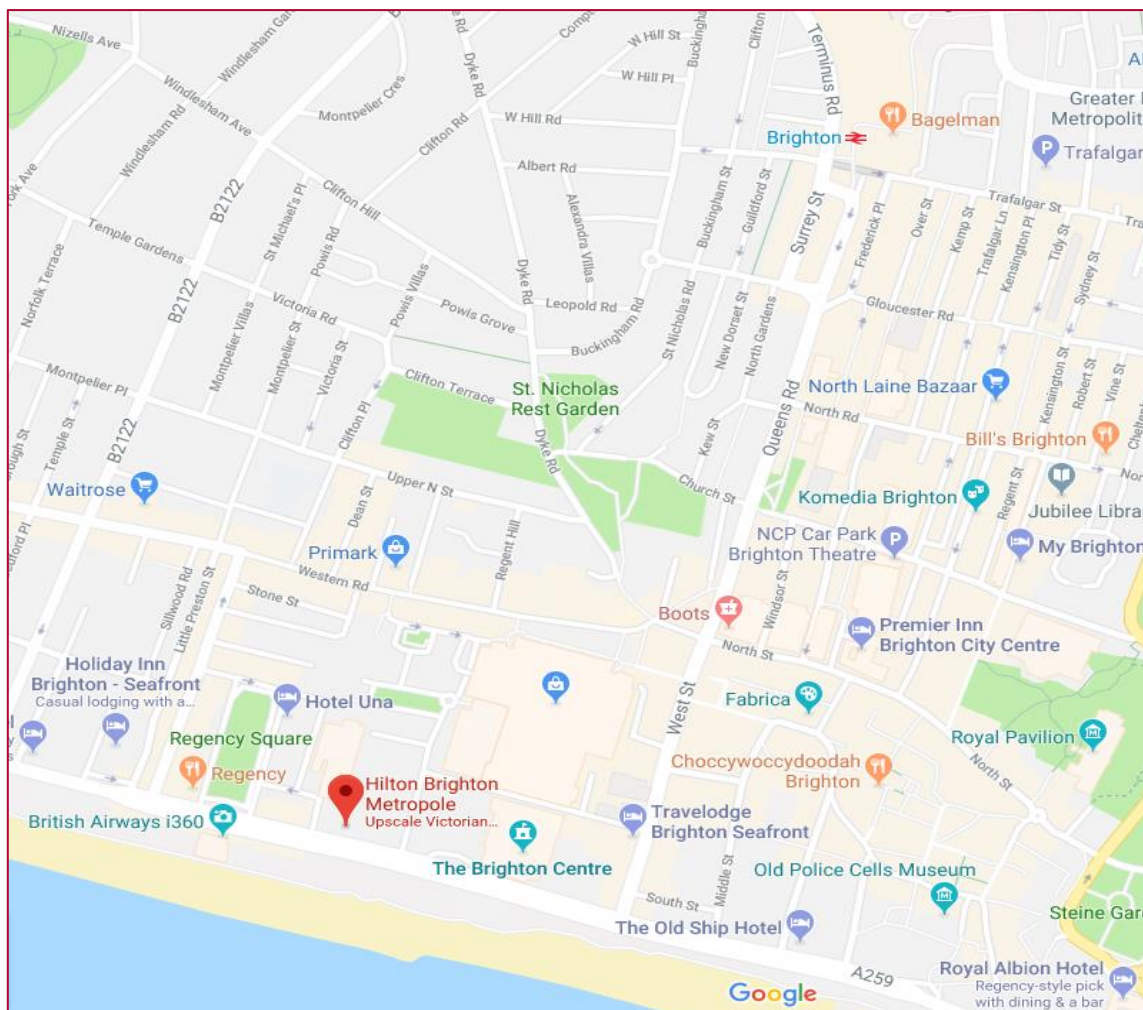 Nizells Ave
Windlesham Gar
Windlesham Ave
Windlesham Rd
Montpelier Cres
Clifton Rd
Comp
W Hill St
W Hill Pl
W Hill Rd
Dyke Rd
Buckingham
Clifton
Terminus Rd
Bagelman
Brighton
Greater
Metropolit
Trafalgar
Albert Rd
Alexandra Villas
Buckingham St
Guildford St
Surrey St
Frederick Pl
Over St
Kemp St
Trafalgar Ln
Kensington Pl
Trafalgar St
Tidy St
Sydney St
B2122
ork Ave
Norfolk Terrace
Temple Gardens
St Michael's Pl
Powis Rd
Clifton Hill
Powis Villas
Powis Grove
Dyke Rd
Leopold Rd
Buckingham Rd
St Nicholas Rd
New Dorset St
North Gardens
Gloucester Rd
B2122
Victoria Rd
Montpelier Villas
Montpelier St
Victoria St
Clifton Pl
Clifton Terrace
St. Nicholas
Rest Garden
Dyke Rd
Kew St
Queens Rd
North Laine Bazaar
Kensington St
Robert St
Vine St
Chelte
North Rd
Bill's Brighton
Montpelier Pl
Temple St
B2122
Waitrose
Upper N St
Dean St
Church St
Komedia Brighton
Regent St
Jubilee Libra
Primark
Regent Hill
NCP Car Park
Brighton Theatre
My Brighton
Western Rd
Stone St
Sillwood Rd
Little Preston St
Boots
Windsor St
Premier Inn
Brighton City Centre
North St
Holiday Inn
Brighton - Seafront
Casual lodging with a...
Hotel Una
West St
Fabrica
Royal Pavilion
Regency Square
Regency
Choccywoccydoodah
Brighton
North St
Hilton Brighton
Metropole
Upscale Victorian...
British Airways i360
Travelodge
Brighton Seafront
The Brighton Centre
Middle St
Old Police Cells Museum
South St
The Old Ship Hotel
Steine Gar
A259
Royal Albion Hotel
Regency-style pick
with dining & a bar
Google